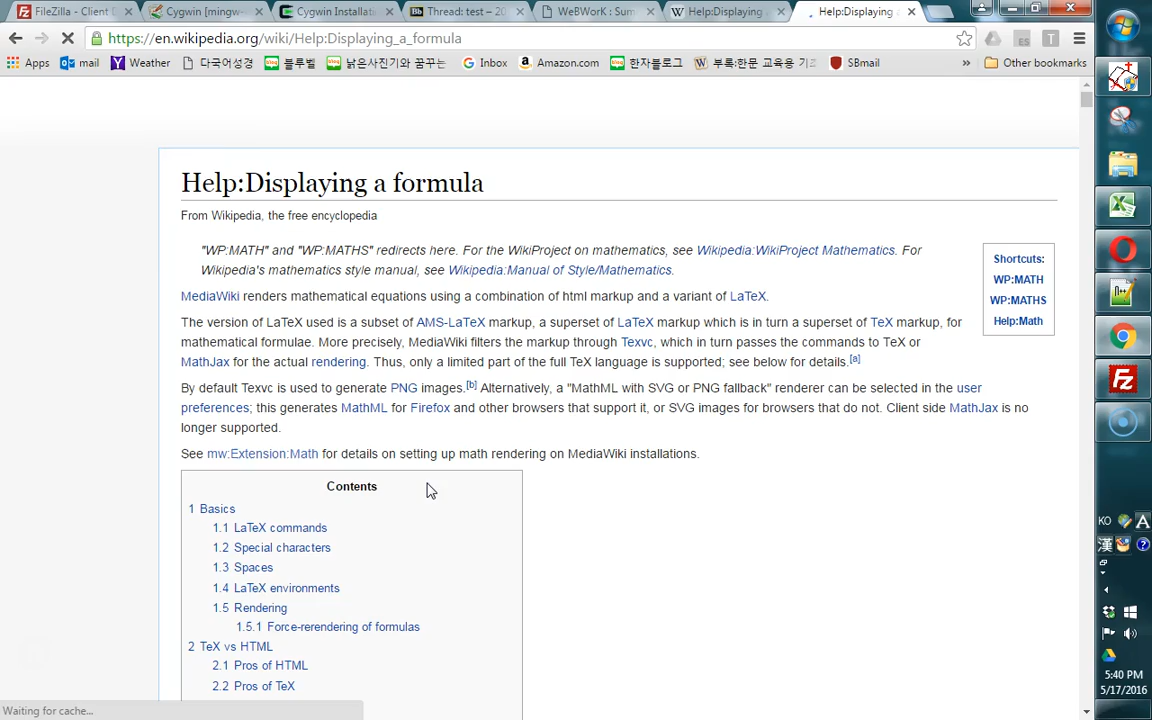 FileZilla - Client D
Cygwin [mingw-
Cygwin Installat
Thread: test – 20
WeBWorK : Sum
Help:Displaying
Help:Displaying a
https://en.wikipedia.org/wiki/Help:Displaying_a_formula
Apps mail Weather 다국어성경 블루벨 낡은사진기와 꿈꾸는 Inbox Amazon.com 한자블로그 부록:한문 교육용 기초 SBmail » Other bookmarks
Help:Displaying a formula
From Wikipedia, the free encyclopedia
"WP:MATH" and "WP:MATHS" redirects here. For the WikiProject on mathematics, see Wikipedia:WikiProject Mathematics. For
Wikipedia's mathematics style manual, see Wikipedia:Manual of Style/Mathematics.
Shortcuts:
WP:MATH
WP:MATHS
Help:Math
MediaWiki renders mathematical equations using a combination of html markup and a variant of LaTeX.
The version of LaTeX used is a subset of AMS-LaTeX markup, a superset of LaTeX markup which is in turn a superset of TeX markup, for
mathematical formulae. More precisely, MediaWiki filters the markup through Texvc, which in turn passes the commands to TeX or
MathJax for the actual rendering. Thus, only a limited part of the full TeX language is supported; see below for details.[a]
By default Texvc is used to generate PNG images.[b] Alternatively, a "MathML with SVG or PNG fallback" renderer can be selected in the user
preferences; this generates MathML for Firefox and other browsers that support it, or SVG images for browsers that do not. Client side MathJax is no
longer supported.
See mw:Extension:Math for details on setting up math rendering on MediaWiki installations.
Contents
1 Basics
1.1 LaTeX commands
1.2 Special characters
1.3 Spaces
1.4 LaTeX environments
1.5 Rendering
1.5.1 Force-rerendering of formulas
2 TeX vs HTML
2.1 Pros of HTML
2.2 Pros of TeX
Waiting for cache...
KO A
漢
5:40 PM
5/17/2016